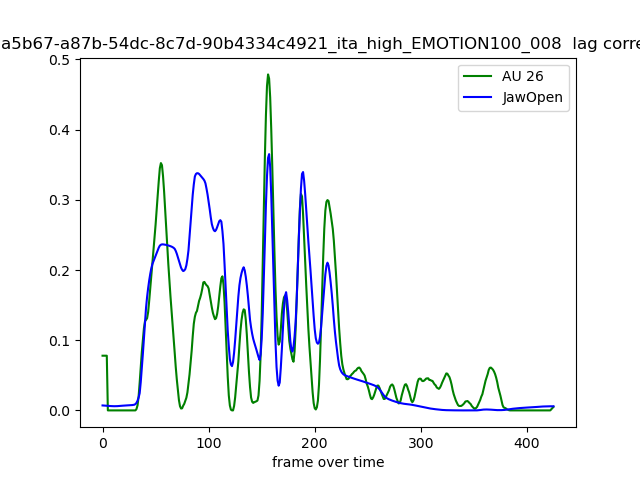 a5b67-a87b-54dc-8c7d-90b4334c4921_ita_high_EMOTION100_008 lag corre
AU 26
JawOpen
0.5
0.4
0.3
0.2
0.1
0.0
0 100 200 300 400
frame over time